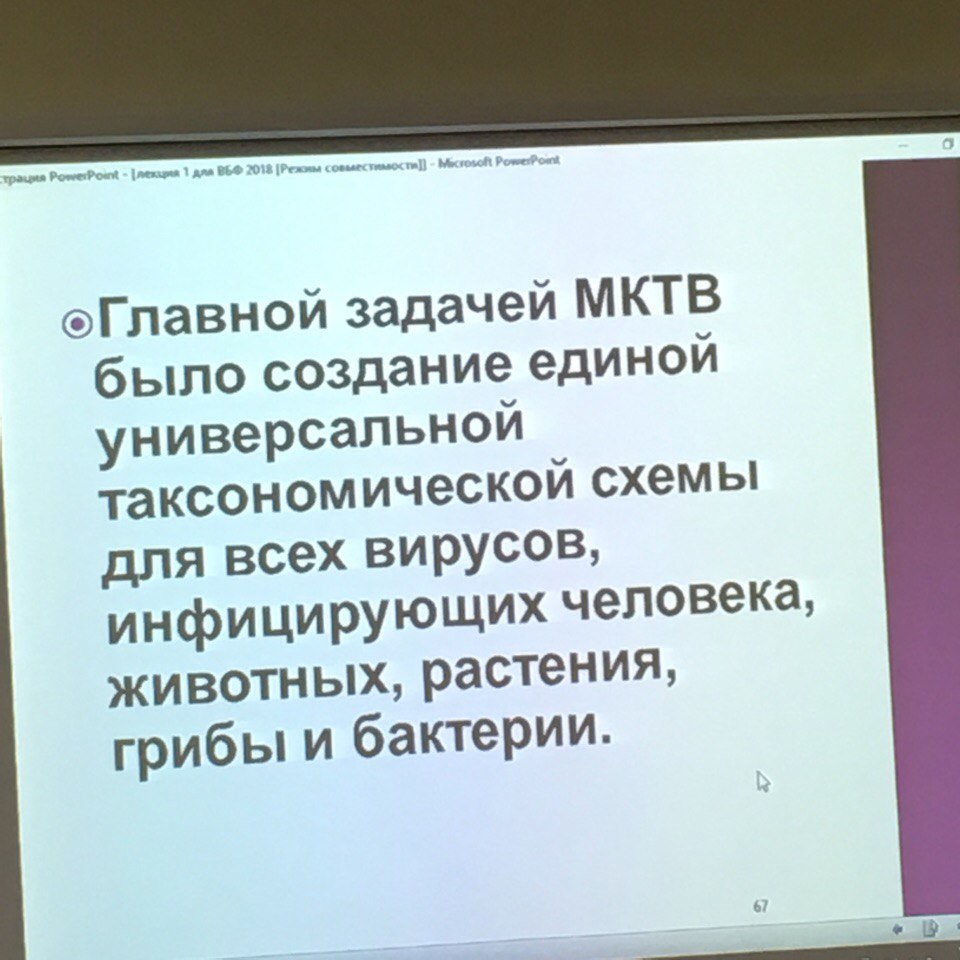 страция PowerPoint - [лекция 1 для ВБФ 2018 [Режим совместимости]] - Microsoft PowerPoint
Главной задачей МКТВ
было создание единой
универсальной
таксономической схемы
для всех вирусов,
инфицирующих человека,
животных, растения,
грибы и бактерии.
67